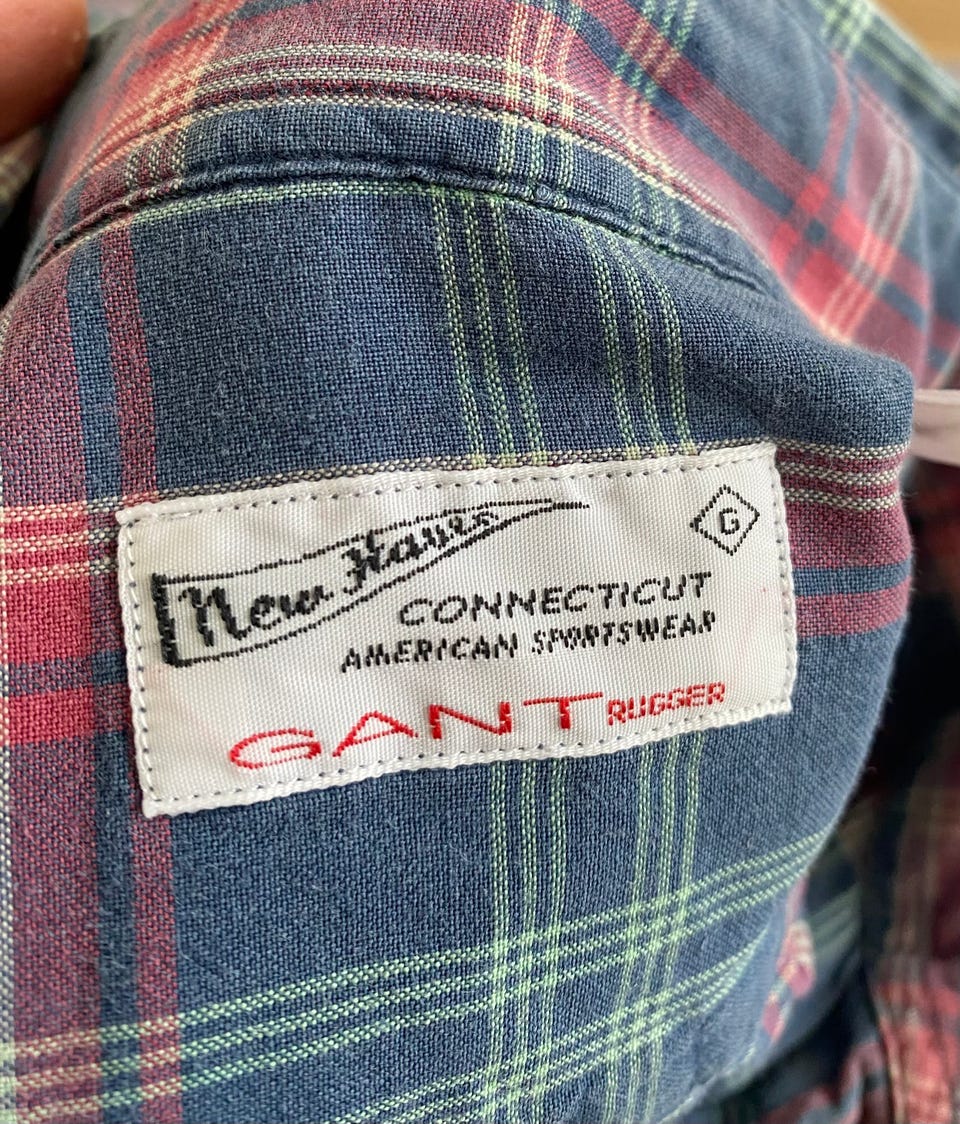 New Haven
G
CONNECTICUT
AMERICAN SPORTSWEAR
GANT RUGGER